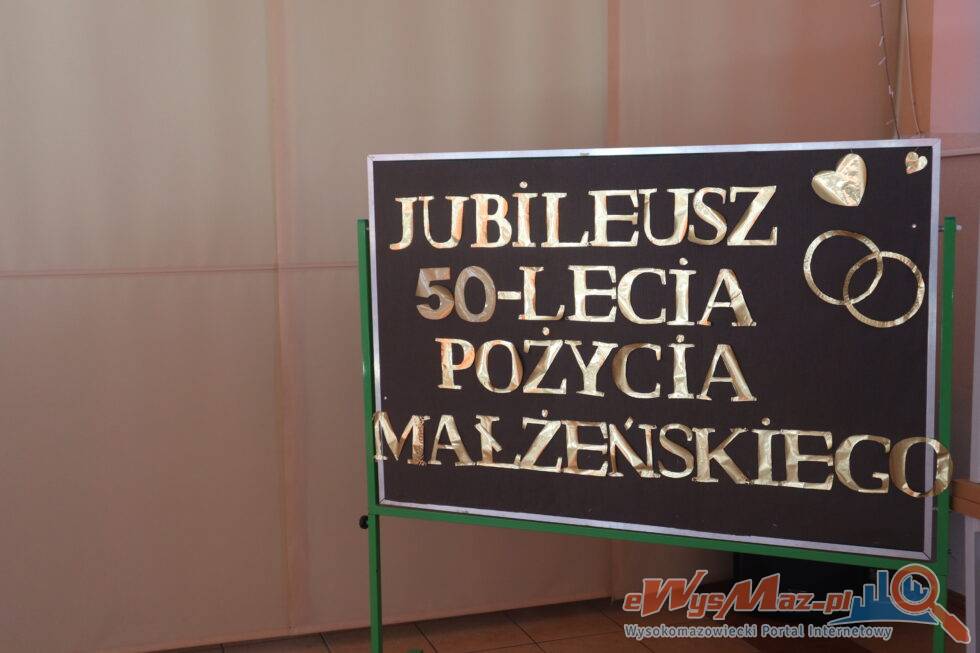 JUBILEUSZ
50-LECIA
POŻYCIA
MAŁŻEŃSKIEGO
eWysMaz.pl
Wysokomazowiecki Portal Internetowy